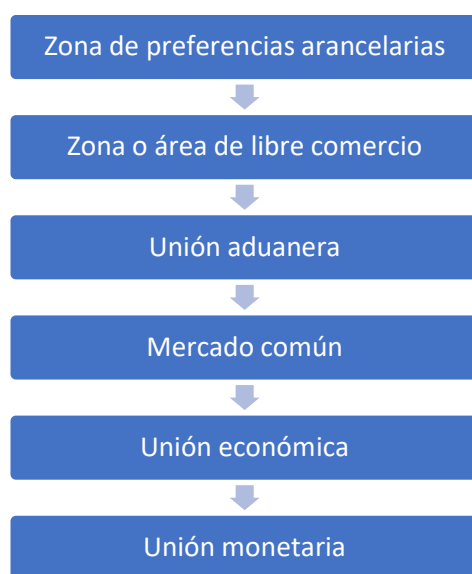 Zona de preferencias arancelarias
Zona o área de libre comercio
Unión aduanera
Mercado común
Unión económica
Unión monetaria